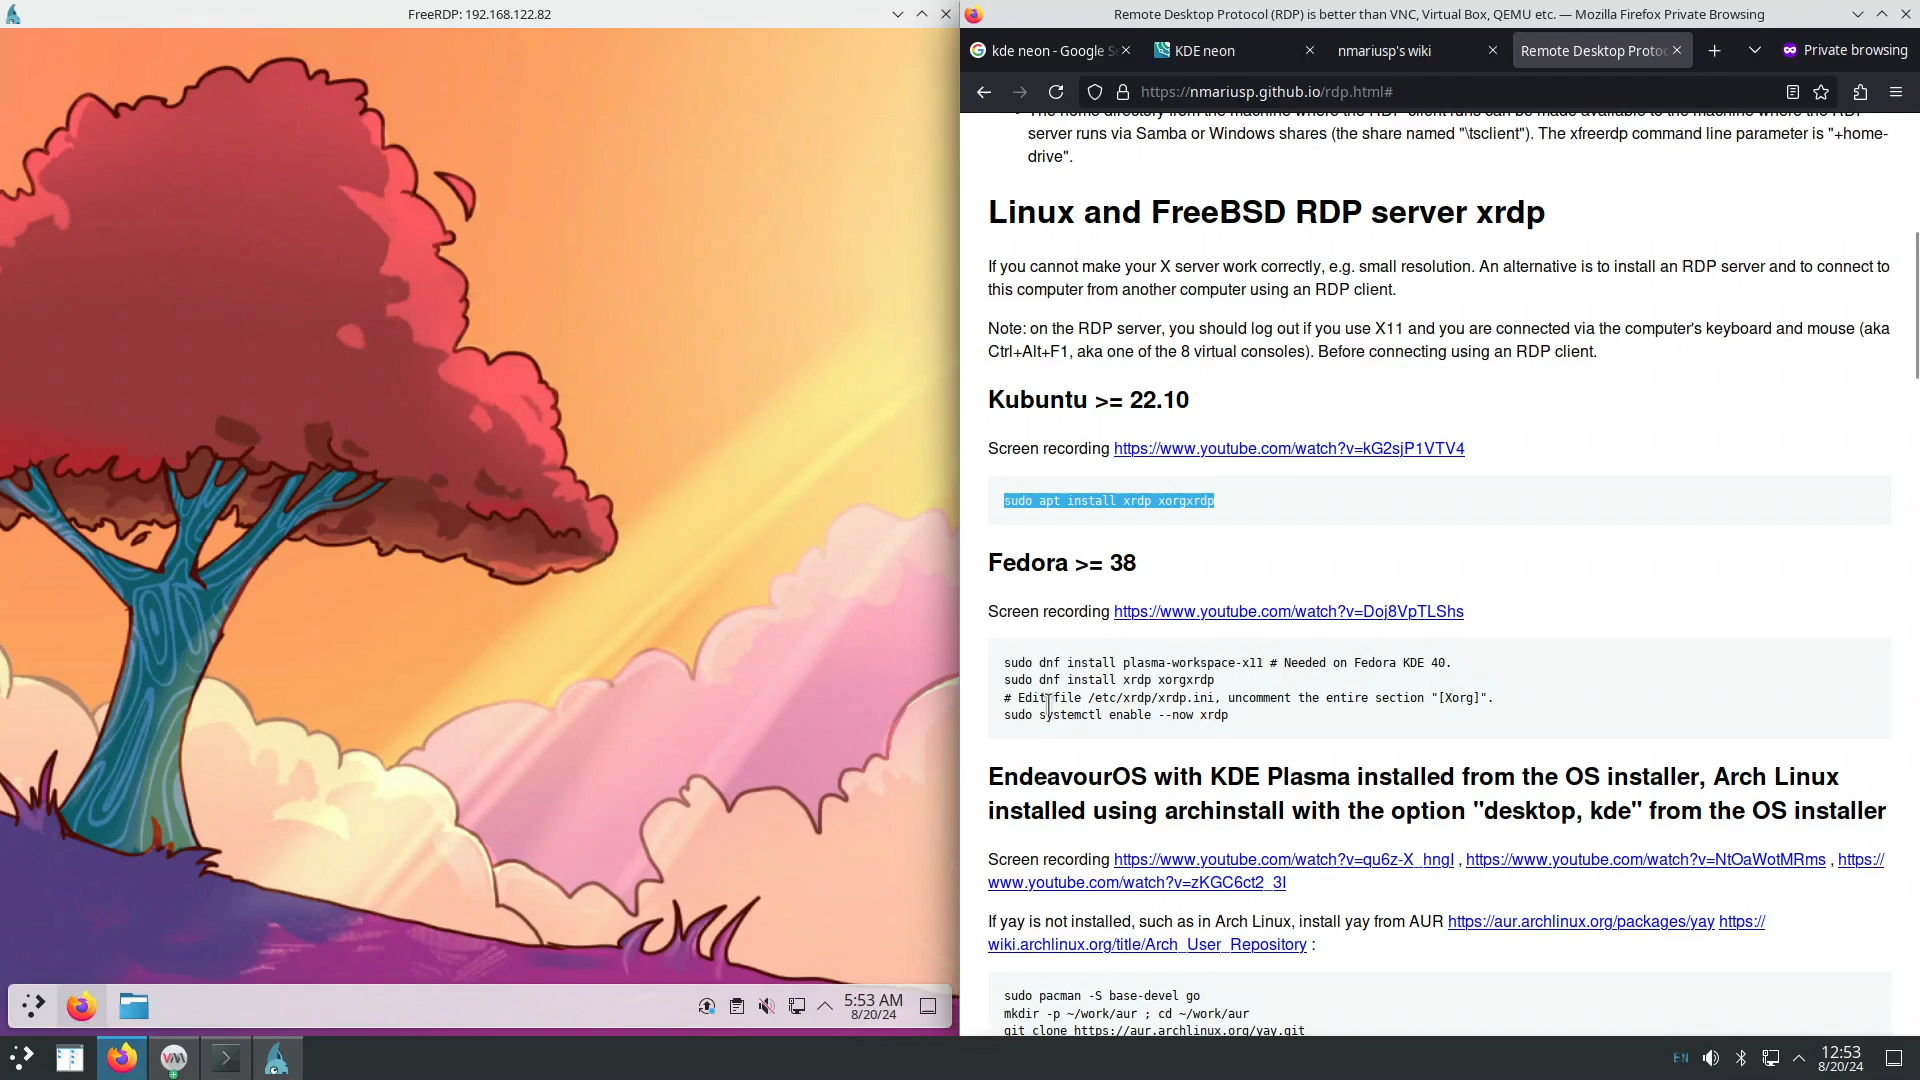 FreeRDP: 192.168.122.82
Remote Desktop Protocol (RDP) is better than VNC, Virtual Box, QEMU etc. — Mozilla Firefox Private Browsing
kde neon - Google S
KDE neon
nmariusp's wiki
Remote Desktop Proto
Private browsing
https://nmariusp.github.io/rdp.html#
server runs via Samba or Windows shares (the share named "\tsclient"). The xfreerdp command line parameter is "+home-
drive".
Linux and FreeBSD RDP server xrdp
If you cannot make your X server work correctly, e.g. small resolution. An alternative is to install an RDP server and to connect to
this computer from another computer using an RDP client.
Note: on the RDP server, you should log out if you use X11 and you are connected via the computer's keyboard and mouse (aka
Ctrl+Alt+F1, aka one of the 8 virtual consoles). Before connecting using an RDP client.
Kubuntu >= 22.10
Screen recording https://www.youtube.com/watch?v=kG2sjP1VTV4
sudo apt install xrdp xorgxrdp
Fedora >= 38
Screen recording https://www.youtube.com/watch?v=Doj8VpTLShs
sudo dnf install plasma-workspace-x11 # Needed on Fedora KDE 40.
sudo dnf install xrdp xorgxrdp
# Edit file /etc/xrdp/xrdp.ini, uncomment the entire section "[Xorg]".
sudo systemctl enable --now xrdp
EndeavourOS with KDE Plasma installed from the OS installer, Arch Linux
installed using archinstall with the option "desktop, kde" from the OS installer
Screen recording https://www.youtube.com/watch?v=qu6z-X_hngI , https://www.youtube.com/watch?v=NtOaWotMRms , https://
www.youtube.com/watch?v=zKGC6ct2_3I
If yay is not installed, such as in Arch Linux, install yay from AUR https://aur.archlinux.org/packages/yay https://
wiki.archlinux.org/title/Arch_User_Repository :
sudo pacman -S base-devel go
mkdir -p ~/work/aur ; cd ~/work/aur
git clone https://aur.archlinux.org/yay.git
5:53 AM
8/20/24
EN
12:53
8/20/24